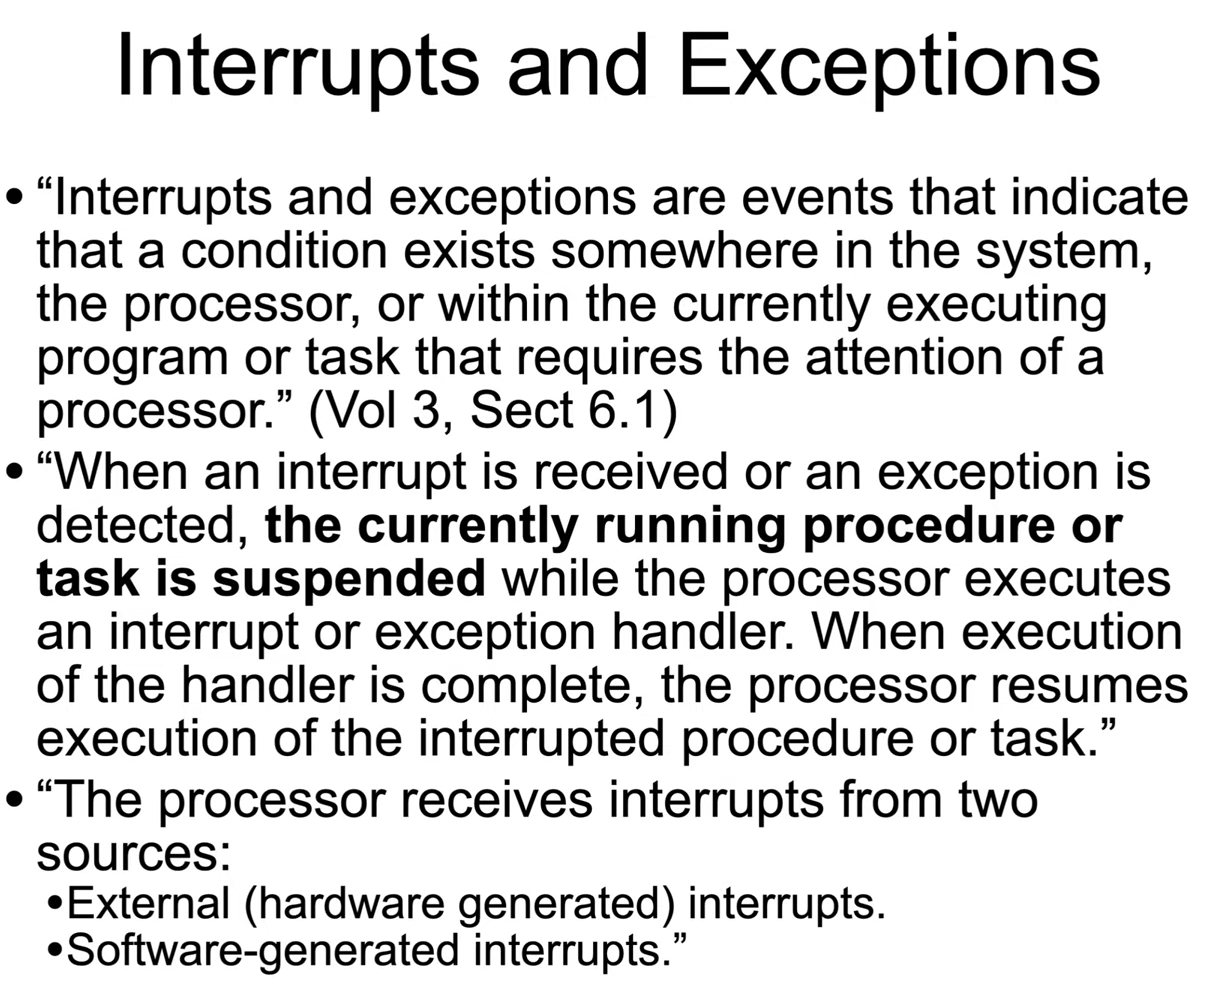 Interrupts and Exceptions
• “Interrupts and exceptions are events that indicate
that a condition exists somewhere in the system,
the processor, or within the currently executing
program or task that requires the attention of a
processor.” (Vol 3, Sect 6.1)
• “When an interrupt is received or an exception is
detected, the currently running procedure or
task is suspended while the processor executes
an interrupt or exception handler. When execution
of the handler is complete, the processor resumes
execution of the interrupted procedure or task.”
• “The processor receives interrupts from two
sources:
•External (hardware generated) interrupts.
•Software-generated interrupts.”